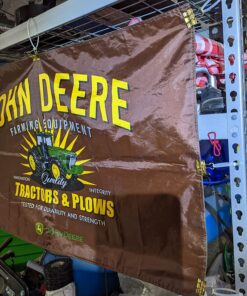 OHN DEERE
FARMING EQUIPMENT
Quality
INNOVATION INTEGRITY
TRACTORS & PLOWS
TESTED FOR DURABILITY AND STRENGTH
JOHN DEERE